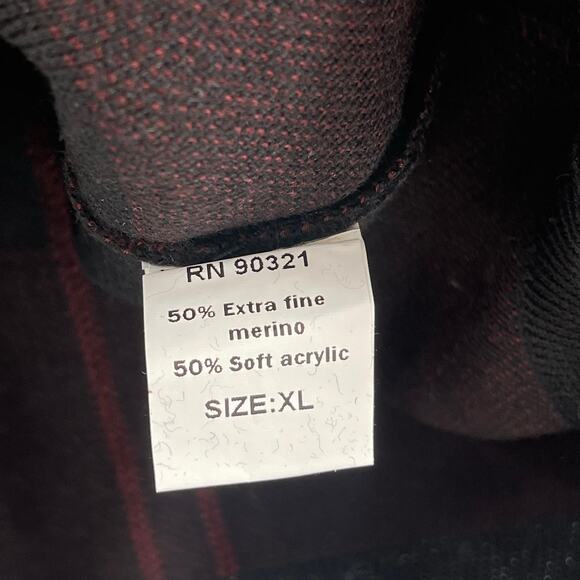 RN 90321
50% Extra fine
merino
50% Soft acrylic
SIZE:XL